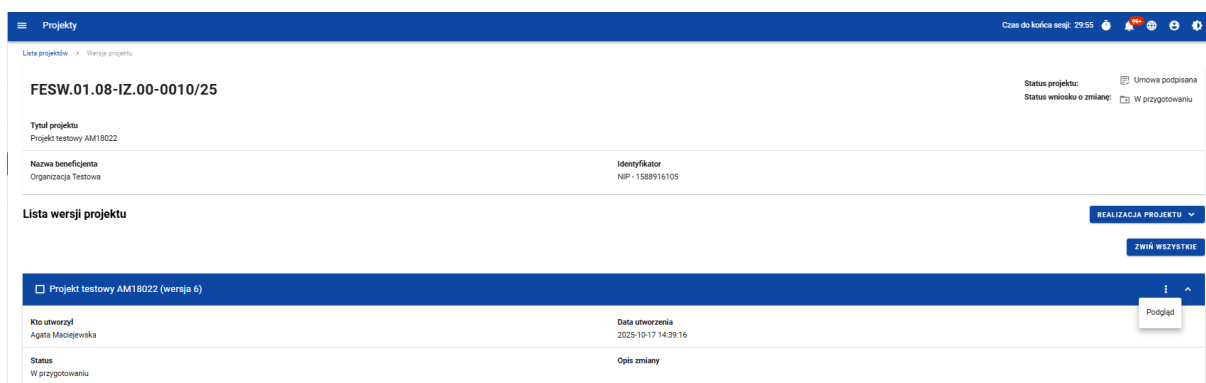 Projekty
Czas do końca sesji: 29:55
99+
Lista projektów > Wersje projektu
FESW.01.08-IZ.00-0010/25
Status projektu: Umowa podpisana
Status wniosku o zmianę: W przygotowaniu
Tytuł projektu
Projekt testowy AM18022
Nazwa beneficjenta
Organizacja Testowa
Identyfikator
NIP - 1588916105
Lista wersji projektu
REALIZACJA PROJEKTU
ZWIŃ WSZYSTKIE
Projekt testowy AM18022 (wersja 6)
Podgląd
Kto utworzył
Agata Maciejewska
Data utworzenia
2025-10-17 14:39:16
Status
W przygotowaniu
Opis zmiany